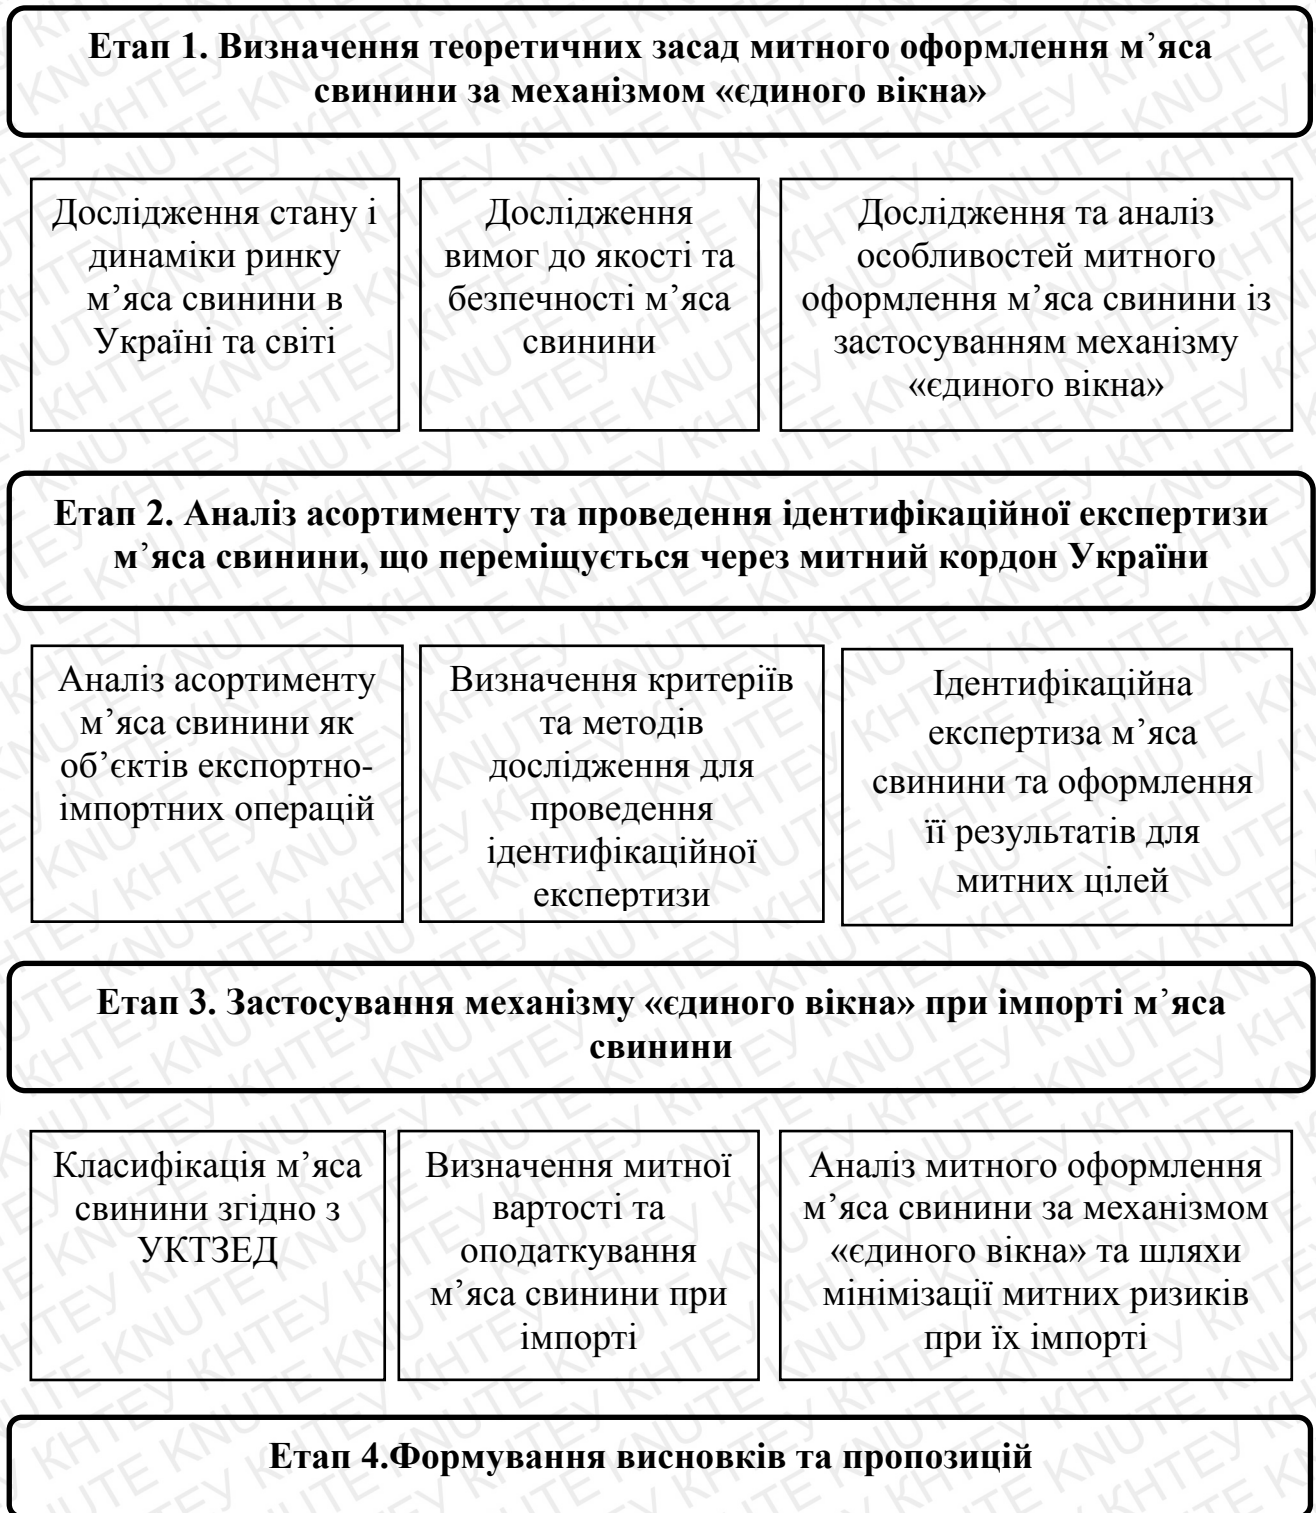 Етап 1. Визначення теоретичних засад митного оформлення м’яса
свинини за механізмом «єдиного вікна»
Дослідження стану і
динаміки ринку
м’яса свинини в
Україні та світі
Дослідження
вимог до якості та
безпечності м’яса
свинини
Дослідження та аналіз
особливостей митного
оформлення м’яса свинини із
застосуванням механізму
«єдиного вікна»
Етап 2. Аналіз асортименту та проведення ідентифікаційної експертизи
м’яса свинини, що переміщується через митний кордон України
Аналіз асортименту
м’яса свинини як
об’єктів експортно-
імпортних операцій
Визначення критеріїв
та методів
дослідження для
проведення
ідентифікаційної
експертизи
Ідентифікаційна
експертиза м’яса
свинини та оформлення
її результатів для
митних цілей
Етап 3. Застосування механізму «єдиного вікна» при імпорті м’яса
свинини
Класифікація м’яса
свинини згідно з
УКТЗЕД
Визначення митної
вартості та
оподаткування
м’яса свинини при
імпорті
Аналіз митного оформлення
м’яса свинини за механізмом
«єдиного вікна» та шляхи
мінімізації митних ризиків
при їх імпорті
Етап 4.Формування висновків та пропозицій